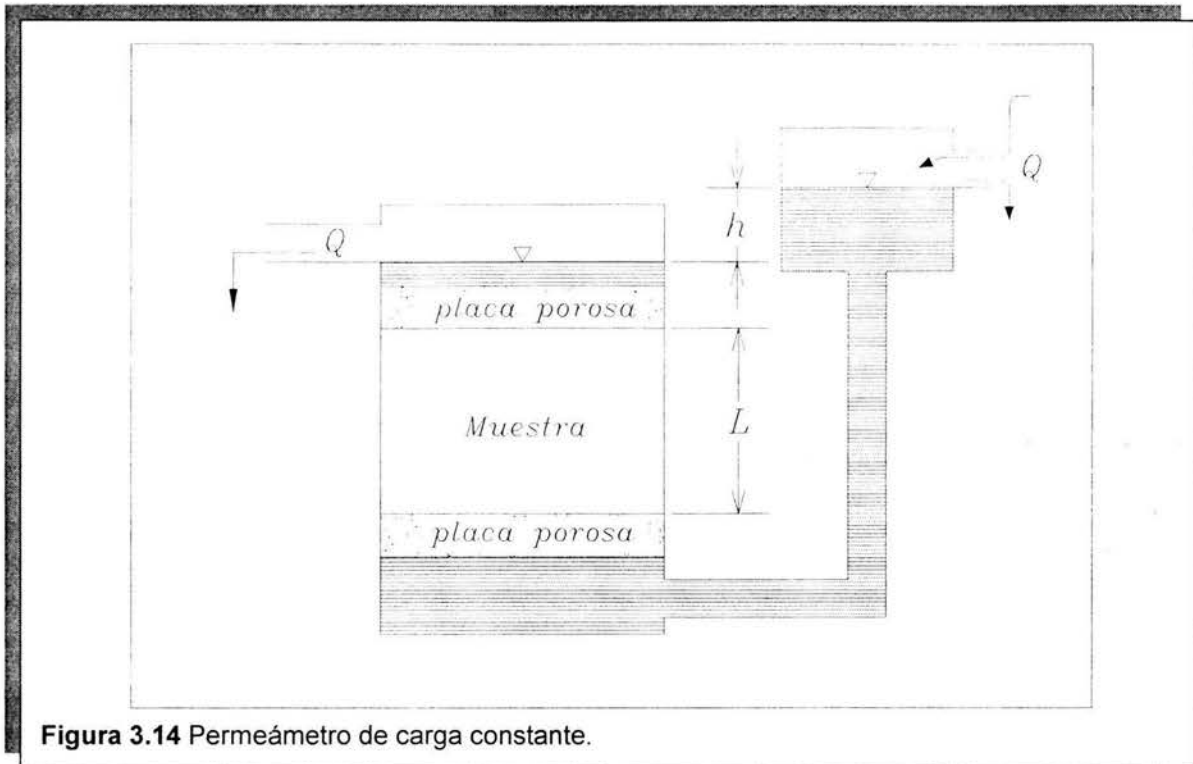 Q
h
Q
placa porosa
Muestra
L
placa porosa
Figura 3.14 Permeámetro de carga constante.